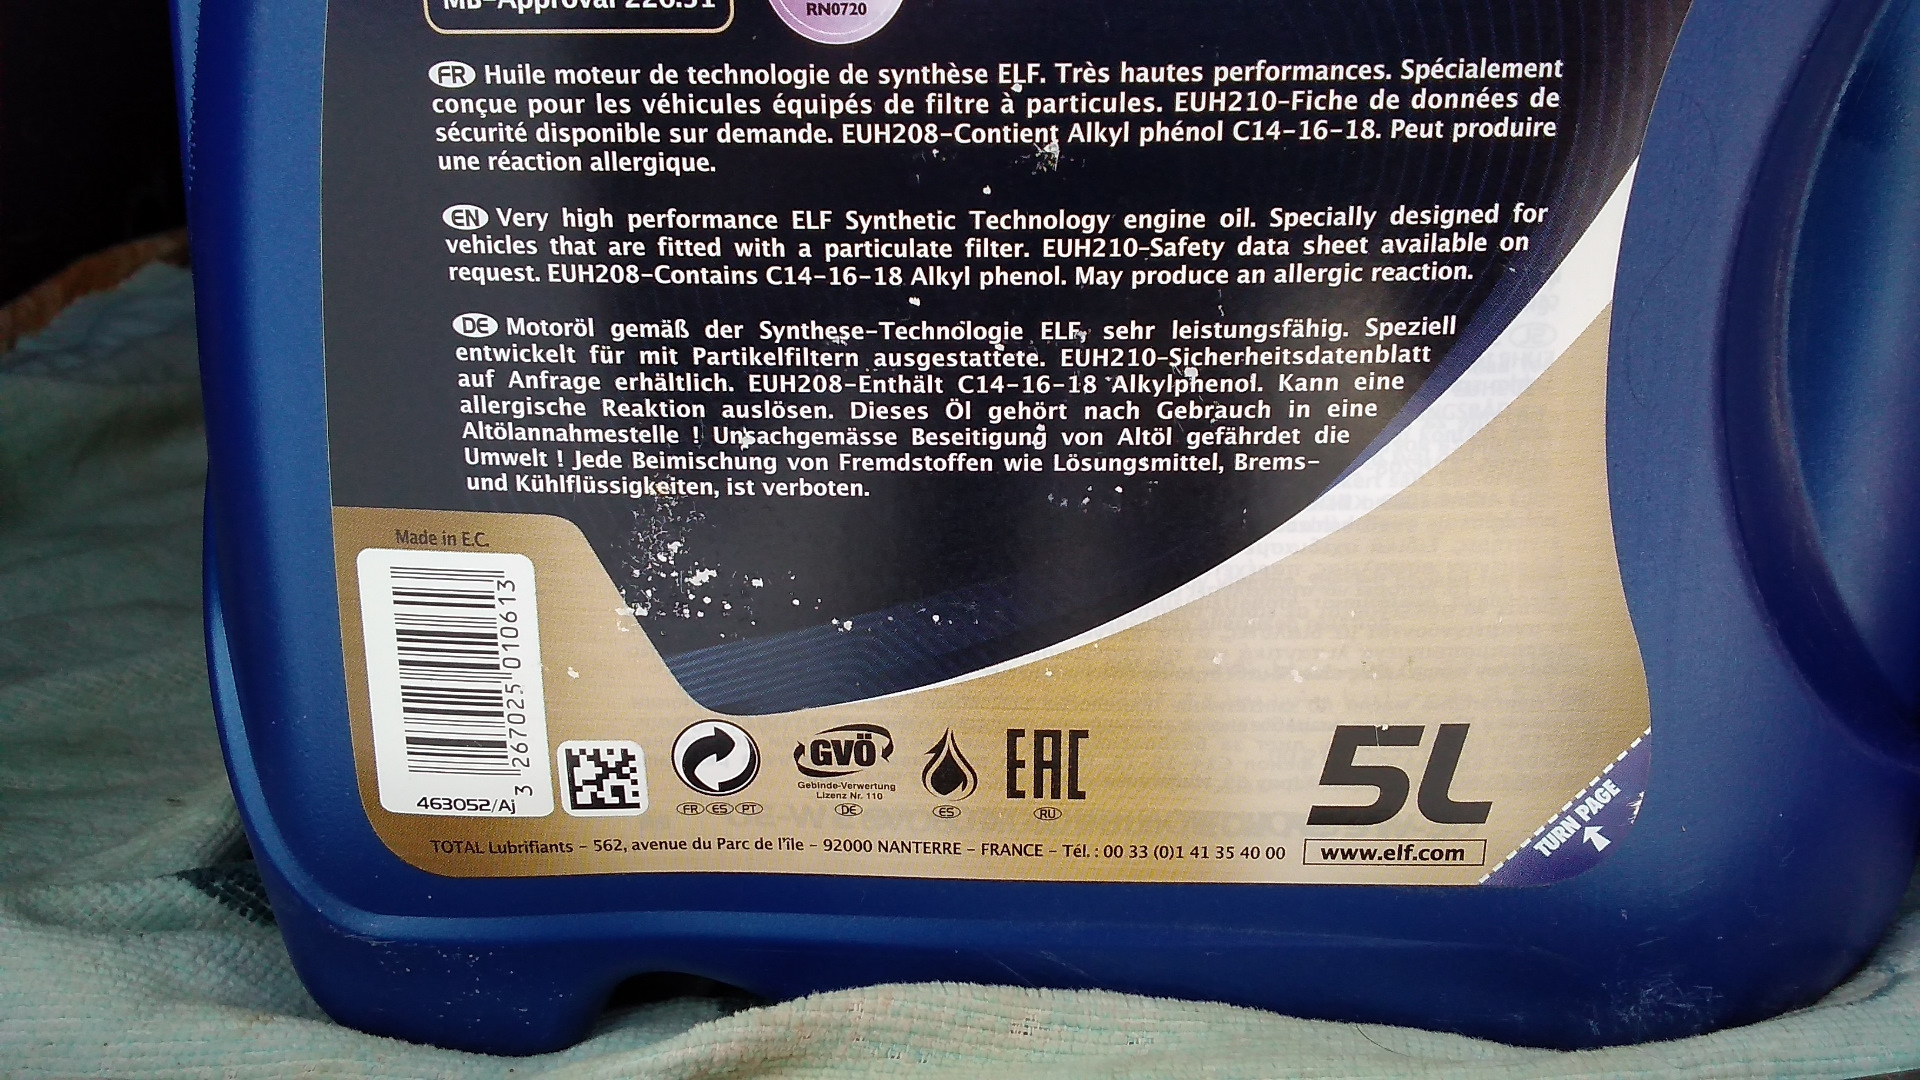 MB-Approval 226.51
RN0720
FR Huile moteur de technologie de synthèse ELF. Très hautes performances. Spécialement
conçue pour les véhicules équipés de filtre à particules. EUH210-Fiche de données de
sécurité disponible sur demande. EUH208-Contient Alkyl phénol C14-16-18. Peut produire
une réaction allergique.
EN Very high performance ELF Synthetic Technology engine oil. Specially designed for
vehicles that are fitted with a particulate filter. EUH210-Safety data sheet available on
request. EUH208-Contains C14-16-18 Alkyl phenol. May produce an allergic reaction.
DE Motoröl gemäß der Synthese-Technologie ELF, sehr leistungsfähig. Speziell
entwickelt für mit Partikelfiltern ausgestattete. EUH210-Sicherheitsdatenblatt
auf Anfrage erhältlich. EUH208-Enthält C14-16-18 Alkylphenol. Kann eine
allergische Reaktion auslösen. Dieses Öl gehört nach Gebrauch in eine
Altölannahmestelle ! Unsachgemässe Beseitigung von Altöl gefährdet die
Umwelt ! Jede Beimischung von Fremdstoffen wie Lösungsmittel, Brems-
und Kühlflüssigkeiten, ist verboten.
Made in E.C.
3 267025 010613
463052/Aj
FR ES PT
GVÖ
Gebinde-Verwertung
Lizenz Nr. 110
DE
ES
EAC
RU
5L
TOTAL Lubrifiants - 562, avenue du Parc de l'île - 92000 NANTERRE - FRANCE - Tél. : 00 33 (0)1 41 35 40 00
www.elf.com
TURN PAGE